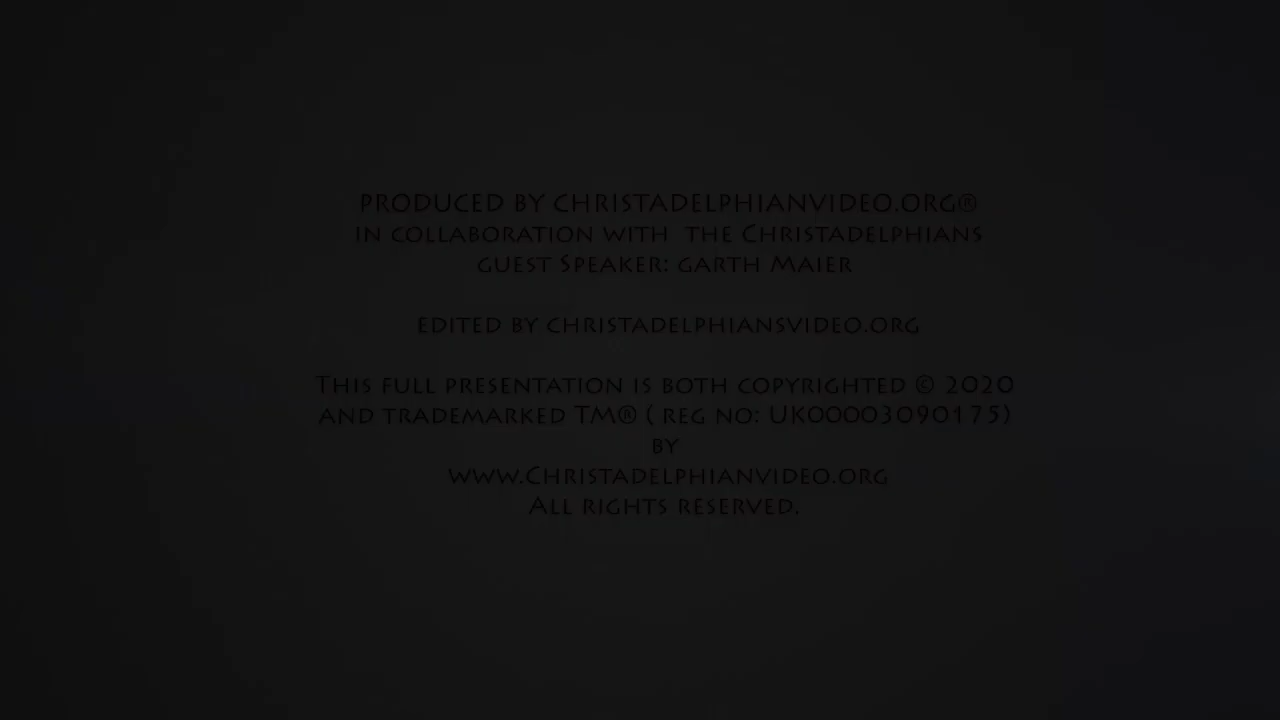 PRODUCED BY CHRISTADELPHIANVIDEO.ORG®
IN COLLABORATION WITH THE CHRISTADELPHIANS
GUEST SPEAKER: GARTH MAIER
EDITED BY CHRISTADELPHIANSVIDEO.ORG
THIS FULL PRESENTATION IS BOTH COPYRIGHTED © 2020
AND TRADEMARKED TM® ( REG NO: UK00003090175)
BY
WWW.CHRISTADELPHIANVIDEO.ORG
ALL RIGHTS RESERVED.